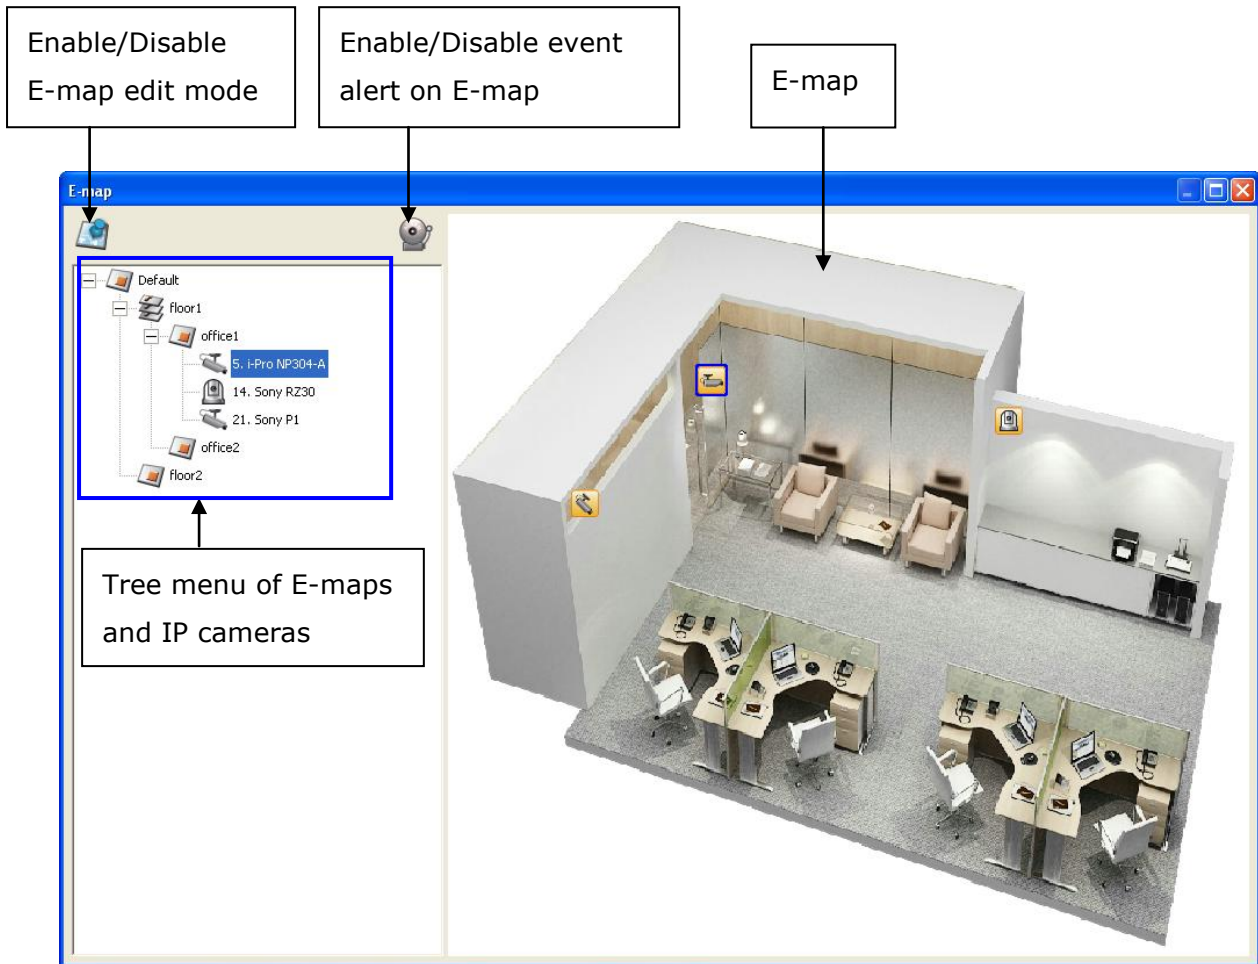 Enable/Disable
E-map edit mode
Enable/Disable event
alert on E-map
E-map
E-map
Default
floor1
office1
5. i-Pro NP304-A
14. Sony RZ30
21. Sony P1
office2
floor2
Tree menu of E-maps
and IP cameras